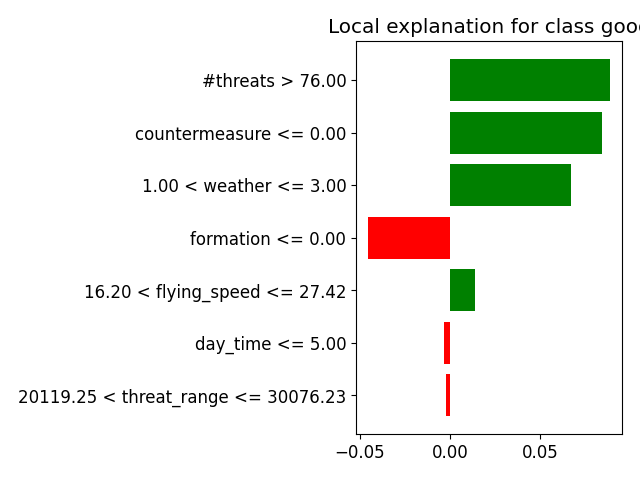 Local explanation for class good
#threats > 76.00
countermeasure <= 0.00
1.00 < weather <= 3.00
formation <= 0.00
16.20 < flying_speed <= 27.42
day_time <= 5.00
20119.25 < threat_range <= 30076.23
−0.05 0.00 0.05